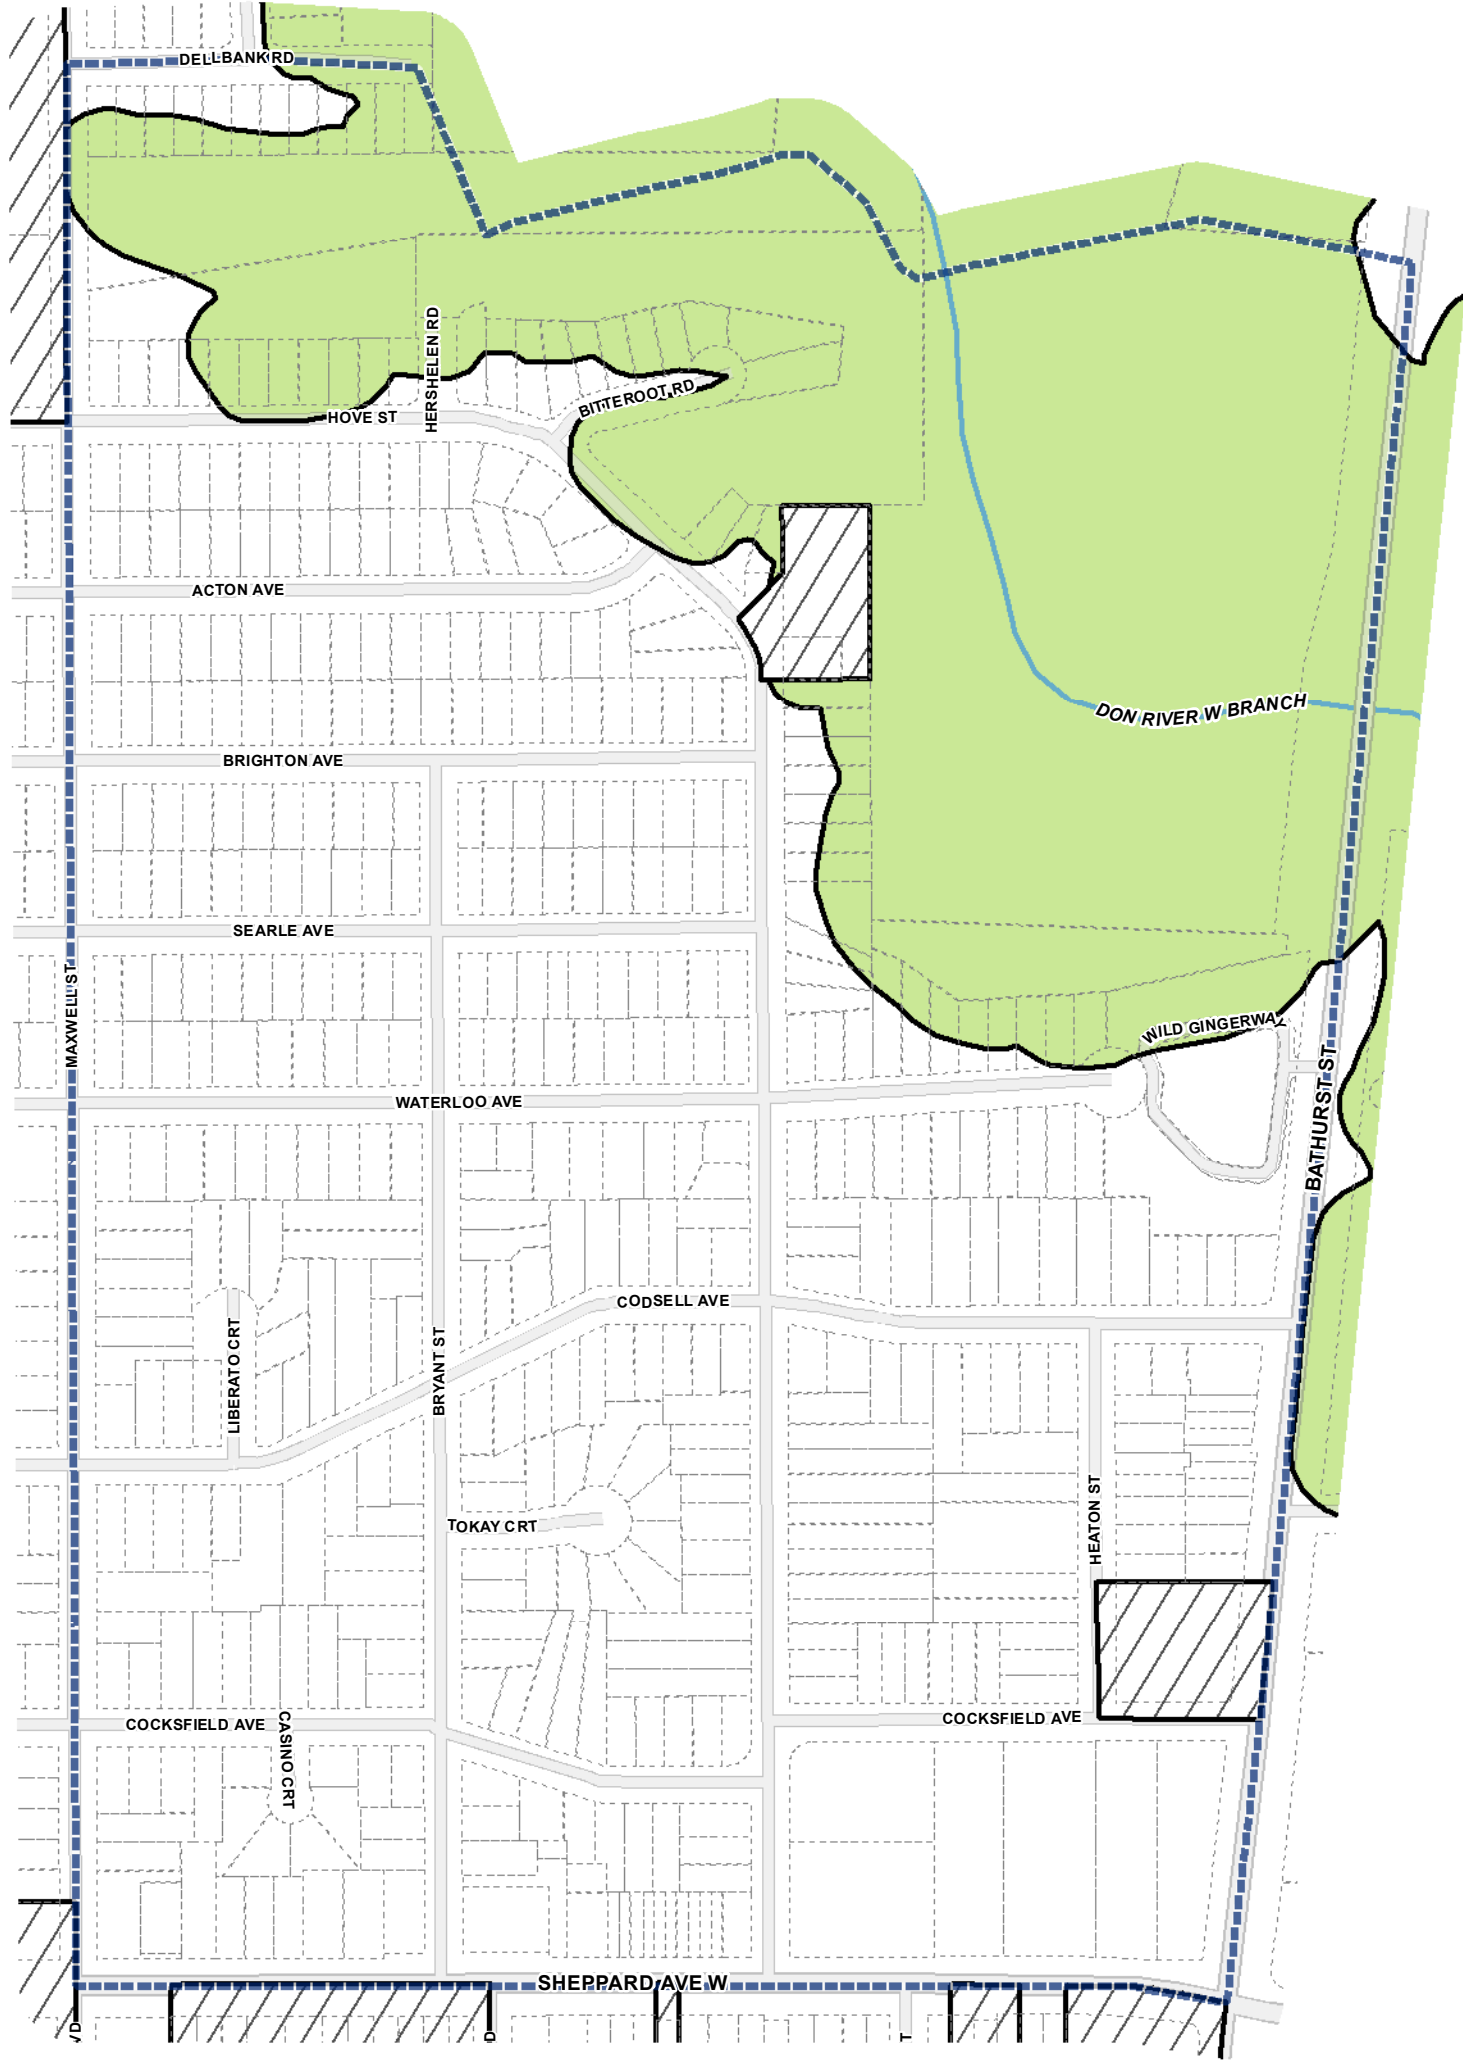 DELLBANK RD
HERSHELEN RD
BITTEROOT RD
HOVE ST
ACTON AVE
DON RIVER W BRANCH
BRIGHTON AVE
SEARLE AVE
MAXWELL ST
WILD GINGERWAY
BATHURST ST
WATERLOO AVE
CODSELL AVE
LIBERATO CRT
BRYANT ST
HEATON ST
TOKAY CRT
COCKSFIELD AVE
CASINO CRT
COCKSFIELD AVE
SHEPPARD AVE W
VD
D
T